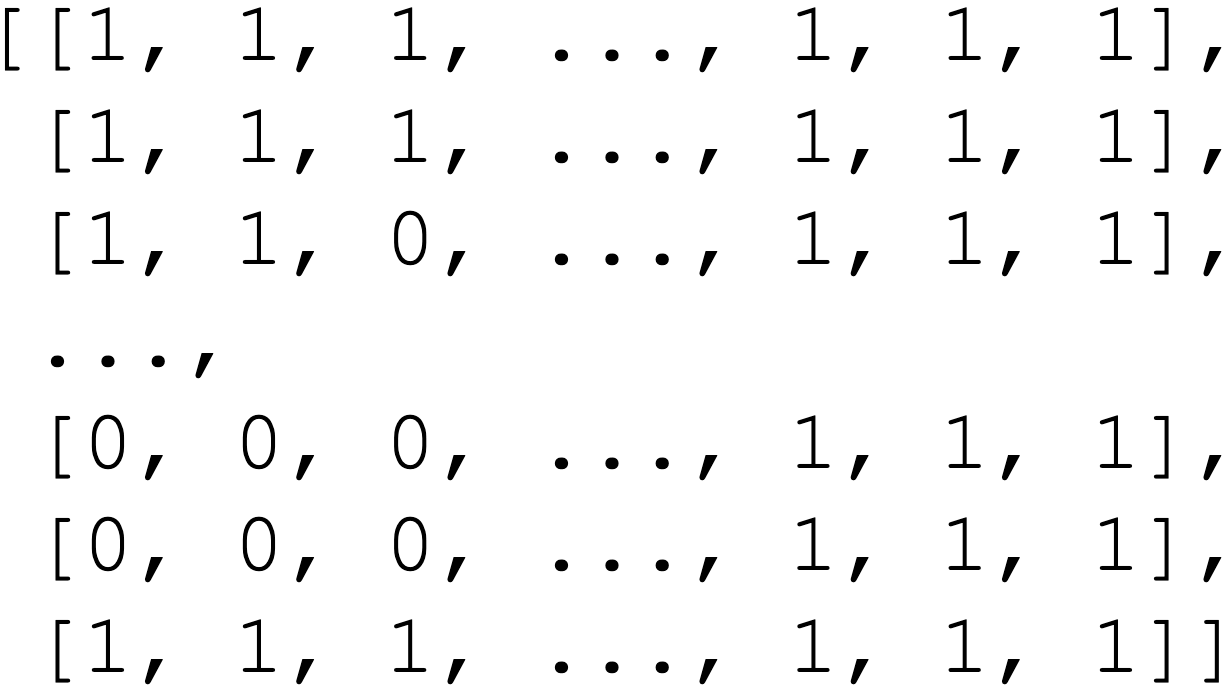 [[1, 1, 1, ..., 1, 1, 1],
[1, 1, 1, ..., 1, 1, 1],
[1, 1, 0, ..., 1, 1, 1],
...,
[0, 0, 0, ..., 1, 1, 1],
[0, 0, 0, ..., 1, 1, 1],
[1, 1, 1, ..., 1, 1, 1]]